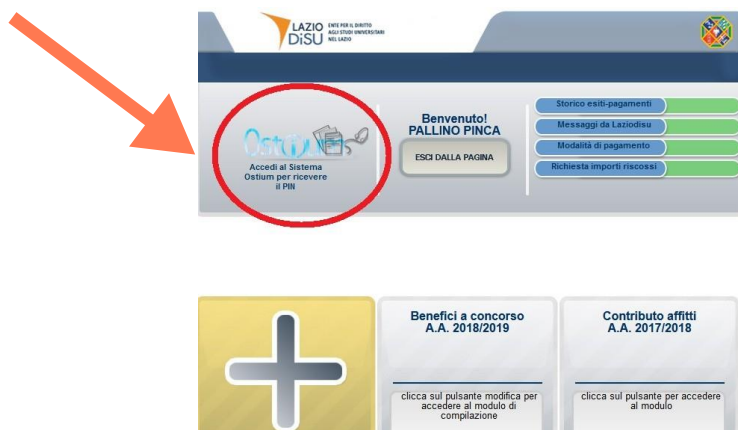 LAZIO
DiSU
ENTE PER IL DIRITTO
AGLI STUDI UNIVERSITARI
NEL LAZIO
Ostium
Accedi al Sistema
Ostium per ricevere
il PIN
Benvenuto!
PALLINO PINCA
ESCI DALLA PAGINA
Storico esiti-pagamenti
Messaggi da Laziodisu
Modalità di pagamento
Richiesta importi riscossi
Benefici a concorso
A.A. 2018/2019
clicca sul pulsante modifica per
accedere al modulo di
compilazione
Contributo affitti
A.A. 2017/2018
clicca sul pulsante per accedere
al modulo